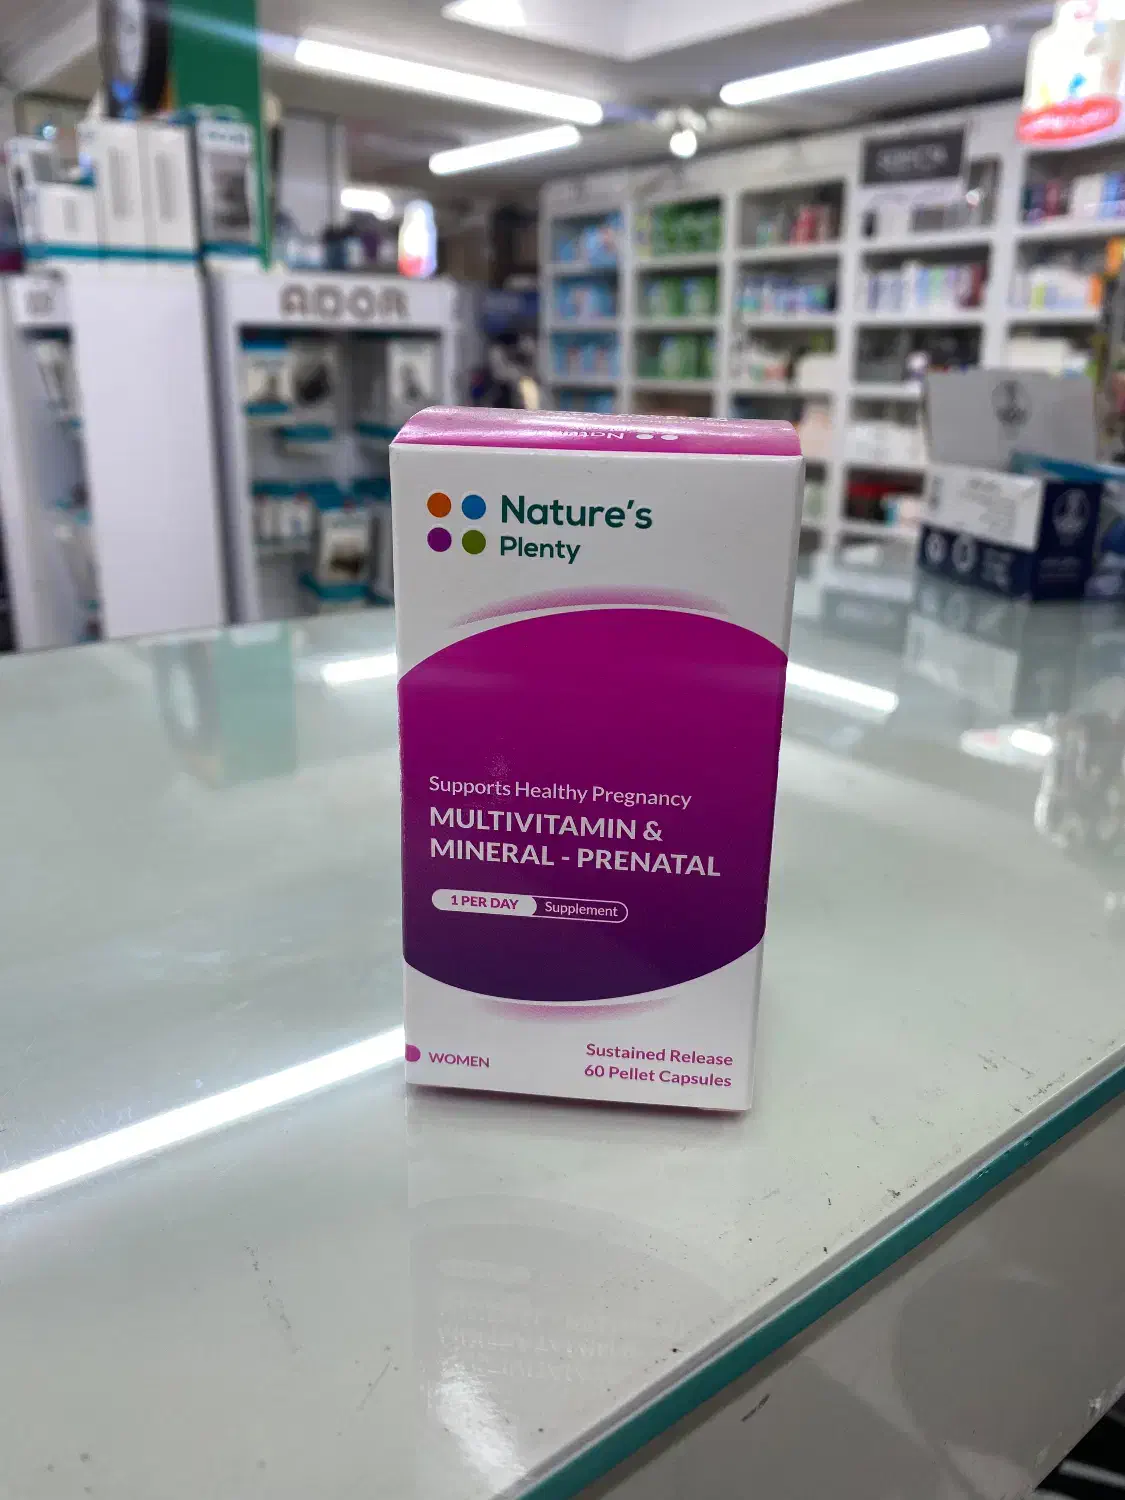 ADOR
Nature's
Plenty
Supports Healthy Pregnancy
MULTIVITAMIN &
MINERAL - PRENATAL
1 PER DAY Supplement
WOMEN
Sustained Release
60 Pellet Capsules